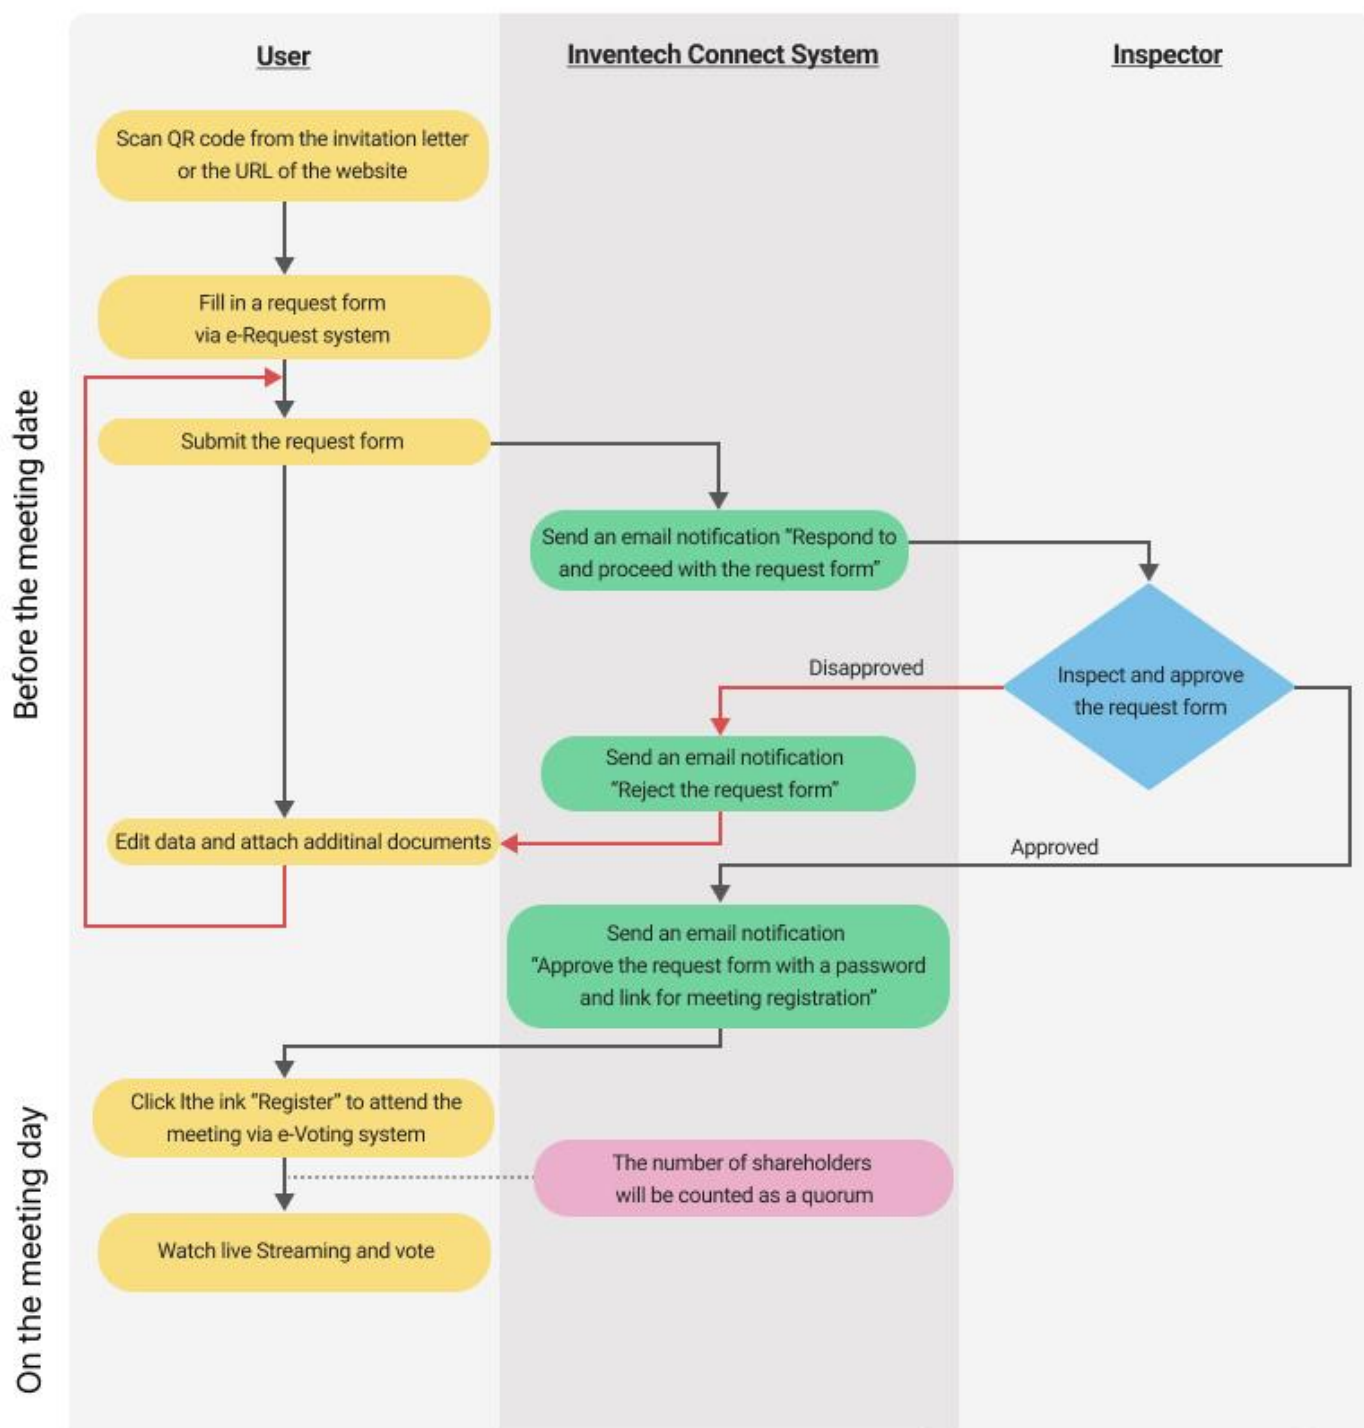 User
Inventech Connect System
Inspector
Before the meeting date
Scan QR code from the invitation letter
or the URL of the website
Fill in a request form
via e-Request system
Submit the request form
Send an email notification “Respond to
and proceed with the request form”
Inspect and approve
the request form
Disapproved
Send an email notification
“Reject the request form”
Edit data and attach additinal documents
Approved
Send an email notification
“Approve the request form with a password
and link for meeting registration”
On the meeting day
Click lthe ink “Register” to attend the
meeting via e-Voting system
The number of shareholders
will be counted as a quorum
Watch live Streaming and vote